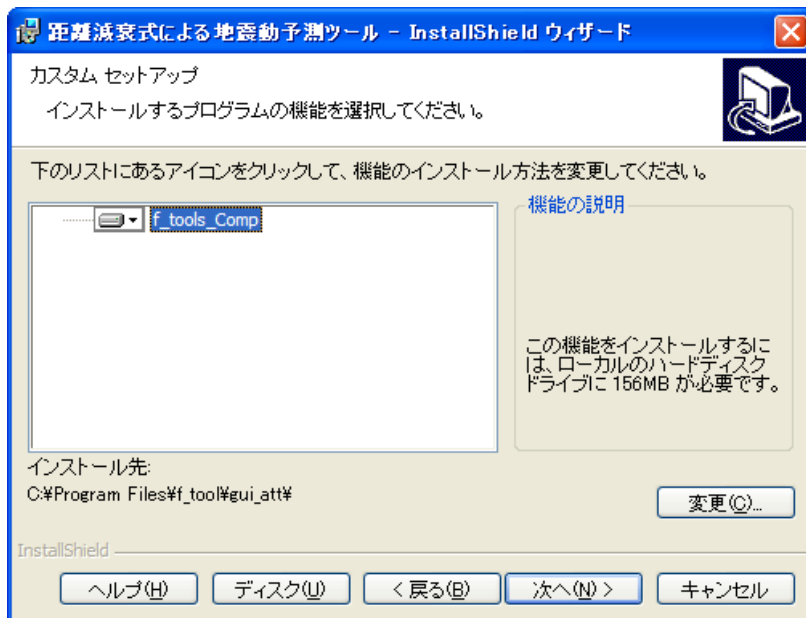 距離減衰式による地震動予測ツール - InstallShield ウィザード
カスタム セットアップ
インストールするプログラムの機能を選択してください。
下のリストにあるアイコンをクリックして、機能のインストール方法を変更してください。
f_tools_Comp
機能の説明
この機能をインストールするに
は、ローカルのハードディスク
ドライブに 156MB が必要です。
インストール先:
C:¥Program Files¥f_tool¥gui_att¥
変更(C)...
InstallShield
ヘルプ(H)
ディスク(U)
< 戻る(B)
次へ(N) >
キャンセル